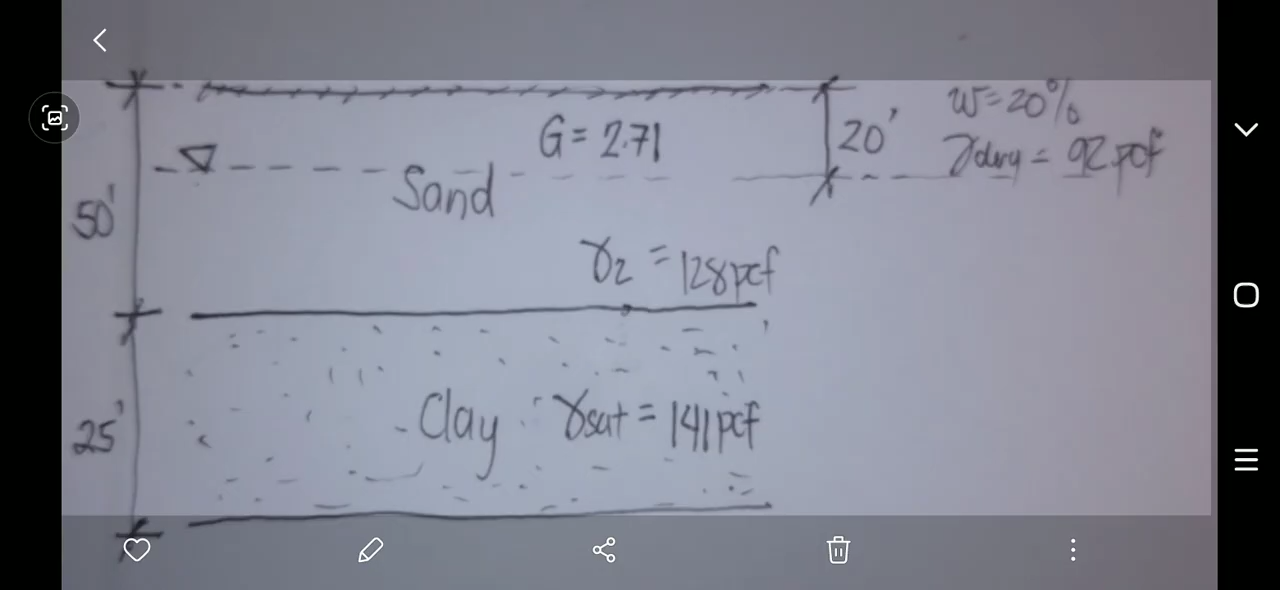 G = 2.71
20'
w = 20%
γdry = 92 pcf
Sand
50'
γ2 = 128 pcf
Clay γsat = 141 pcf
25'